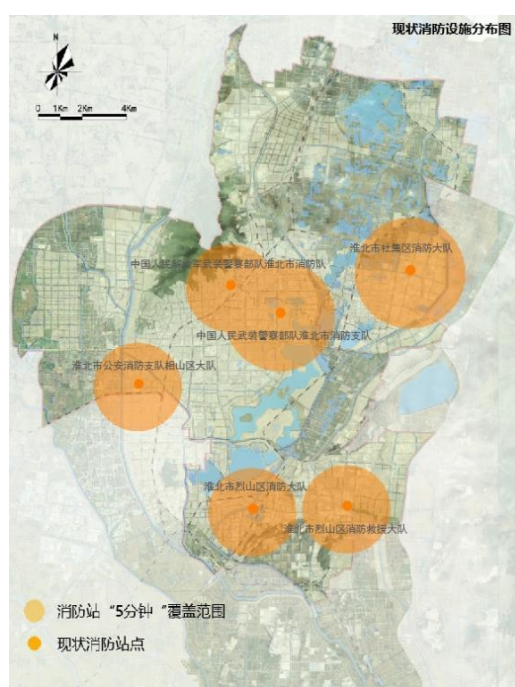 现状消防设施分布图
N
0 1Km 2Km 4Km
淮北市杜集区消防大队
中国人民解放军武装警察部队淮北市消防队
中国人民武装警察部队淮北市消防支队
淮北市公安消防支队相山区大队
淮北市烈山区消防大队
淮北市烈山区消防救援大队
消防站“5分钟“覆盖范围
现状消防站点